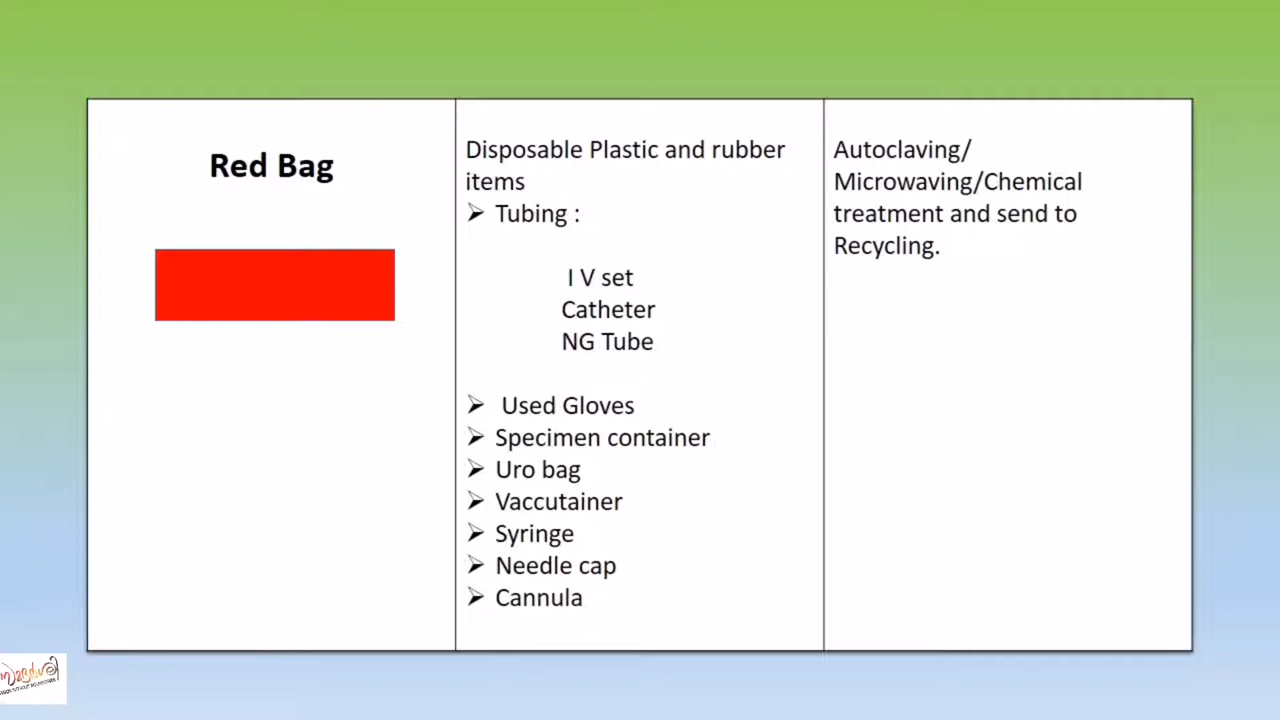 Red Bag
Disposable Plastic and rubber
items
➢ Tubing :
I V set
Catheter
NG Tube
➢ Used Gloves
➢ Specimen container
➢ Uro bag
➢ Vaccutainer
➢ Syringe
➢ Needle cap
➢ Cannula
Autoclaving/
Microwaving/Chemical
treatment and send to
Recycling.